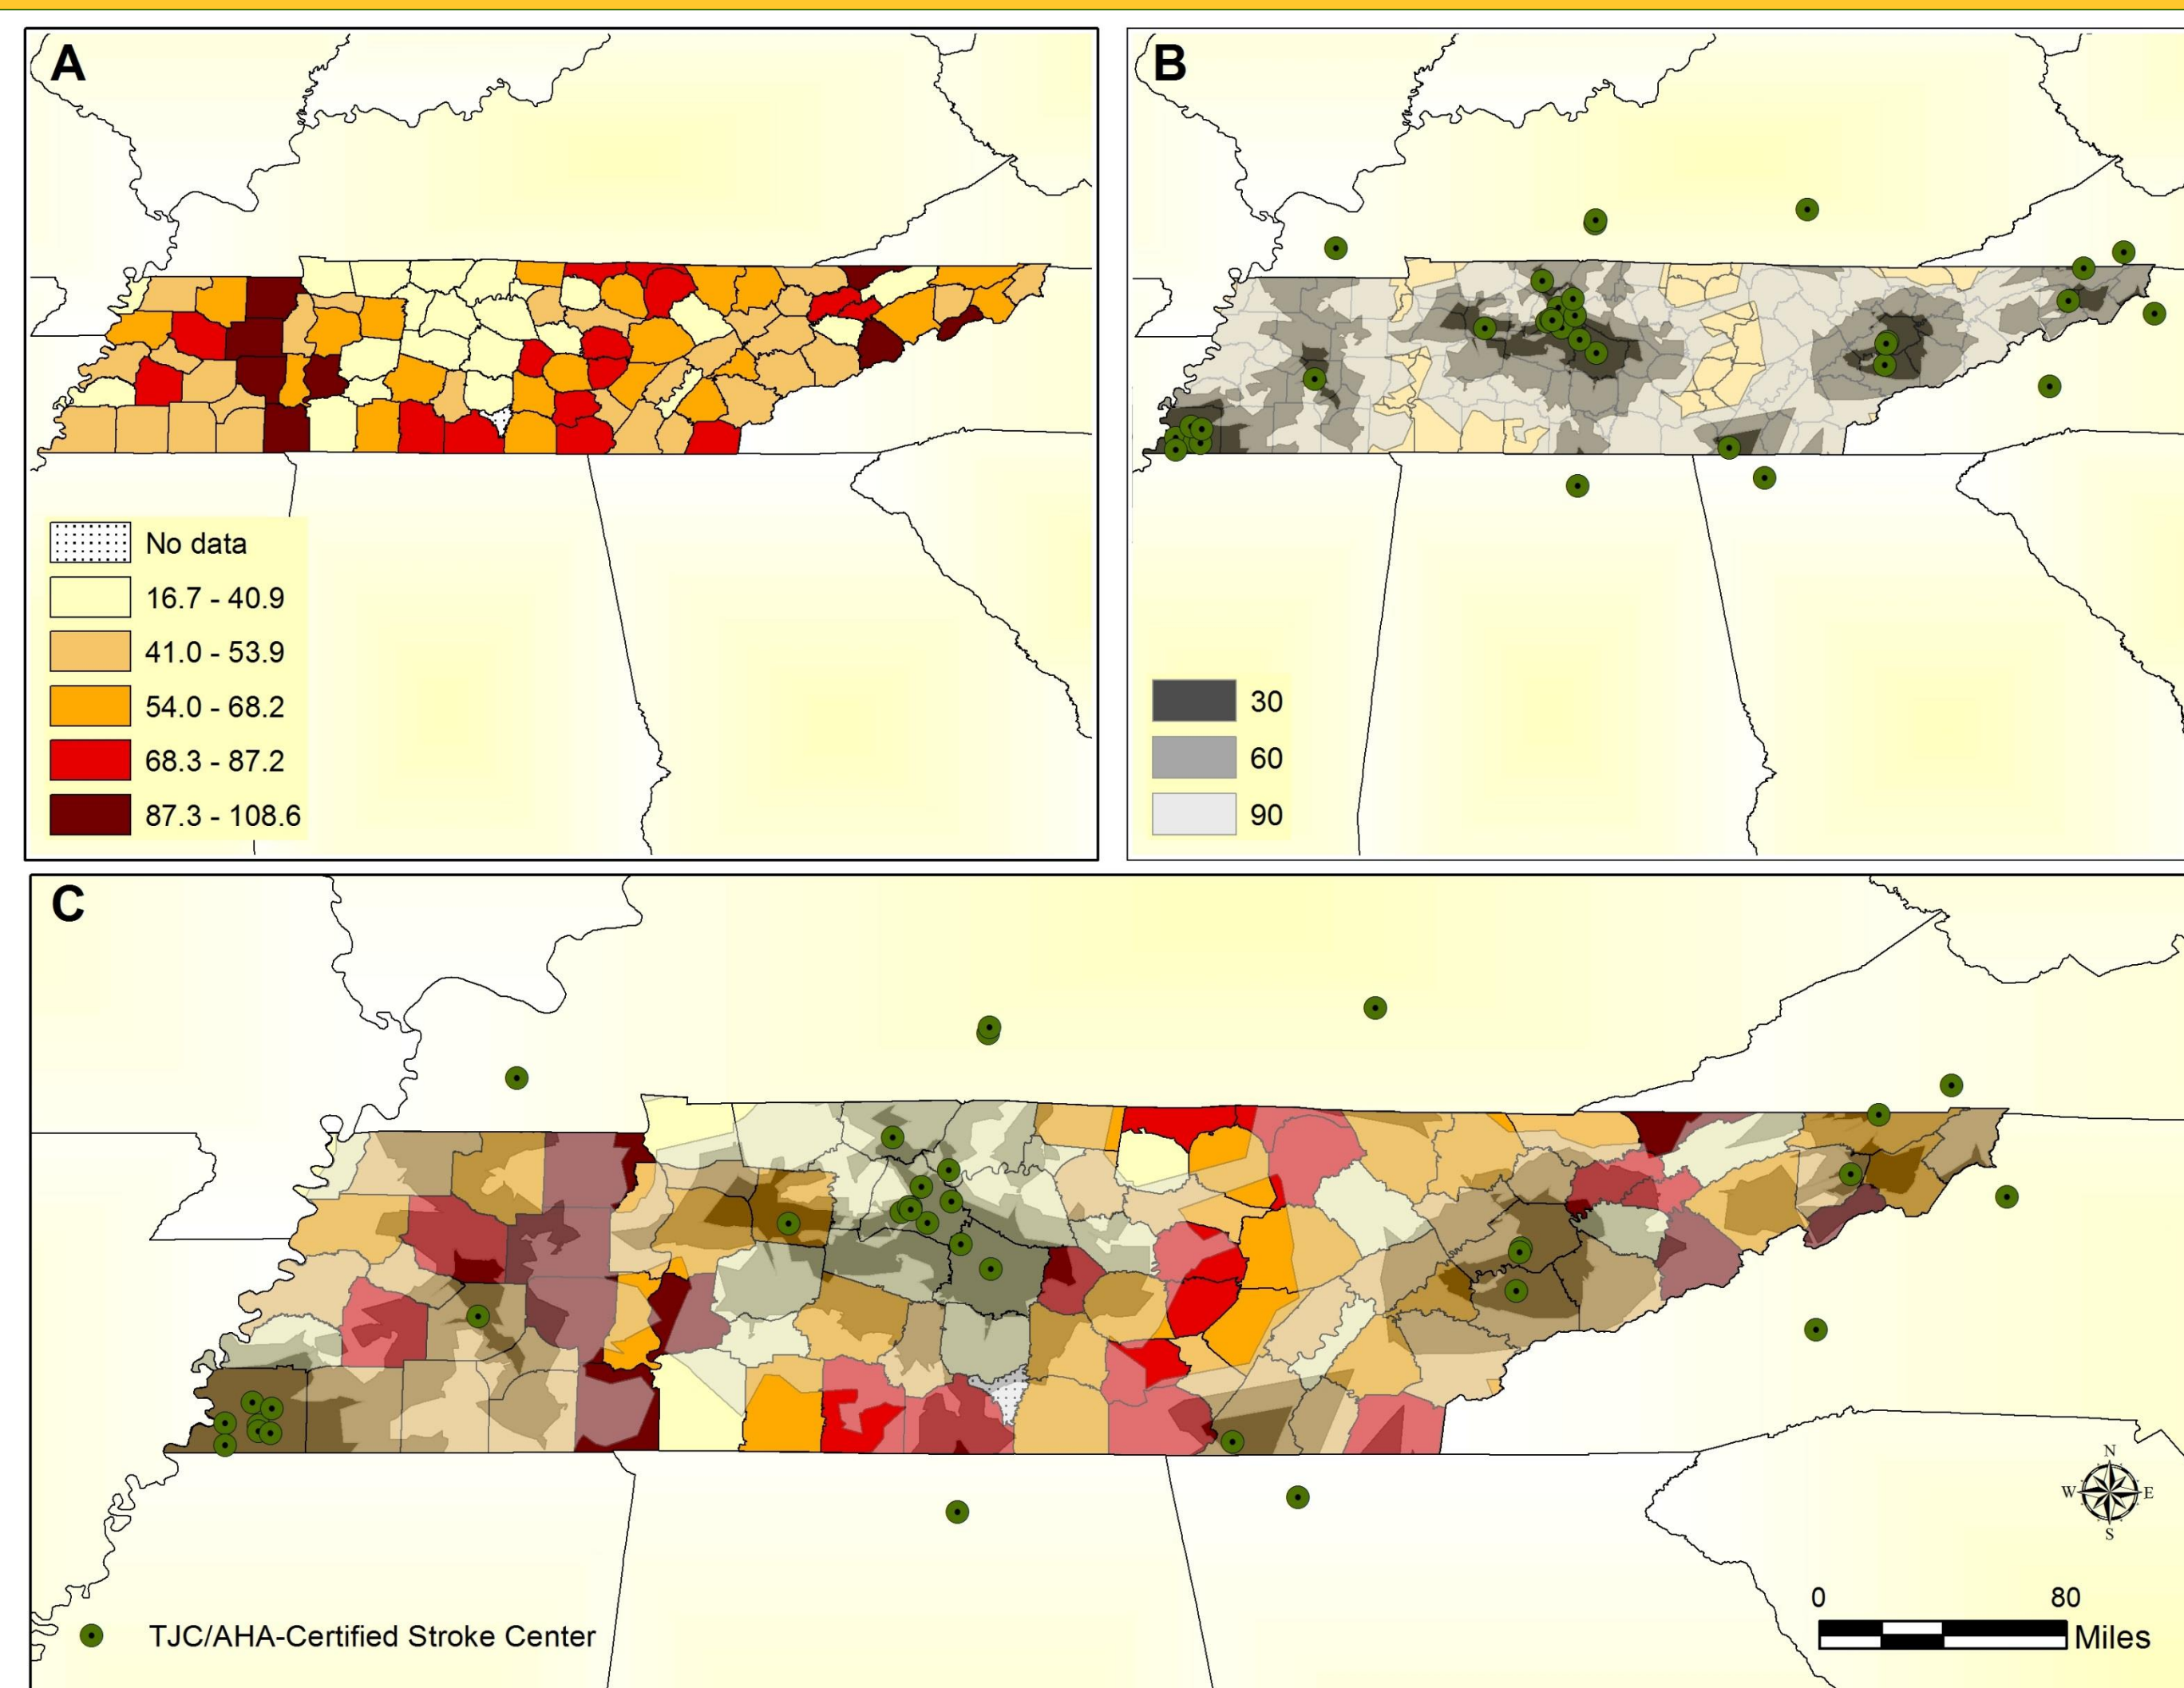 A
No data
16.7 - 40.9
41.0 - 53.9
54.0 - 68.2
68.3 - 87.2
87.3 - 108.6
B
30
60
90
C
TJC/AHA-Certified Stroke Center
N
W E
S
0 80
Miles